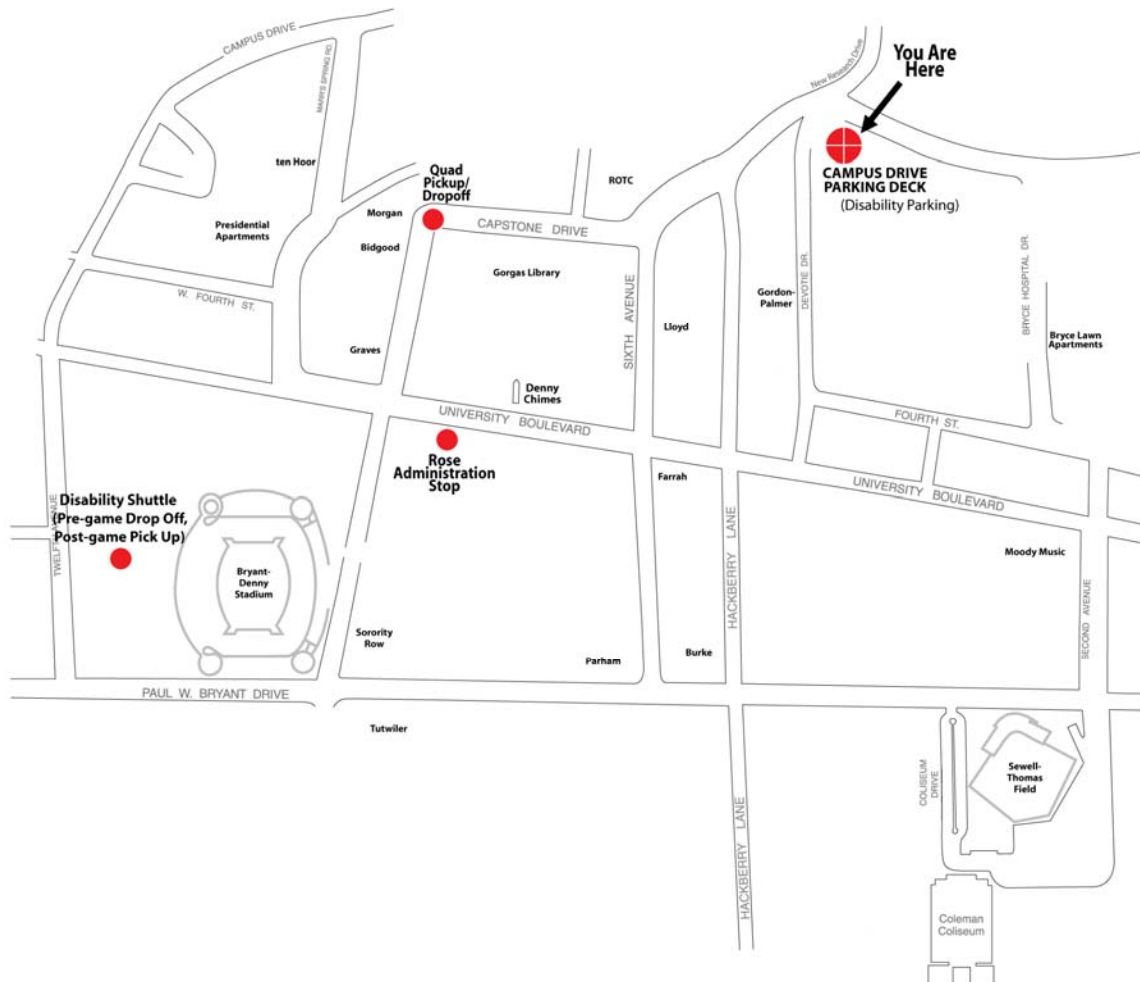 CAMPUS DRIVE
MARR'S SPRING RD.
New Research Drive
You Are
Here
CAMPUS DRIVE
PARKING DECK
(Disability Parking)
ten Hoor
Quad
Pickup/
Dropoff
ROTC
Morgan
Bidgood
Presidential
Apartments
CAPSTONE DRIVE
Gorgas Library
W. FOURTH ST.
SIXTH AVENUE
Lloyd
Gordon-
Palmer
DEVOTIE DR.
BRYCE HOSPITAL DR.
Bryce Lawn
Apartments
Graves
Denny
Chimes
UNIVERSITY BOULEVARD
FOURTH ST.
Rose
Administration
Stop
Farrah
UNIVERSITY BOULEVARD
Disability Shuttle
(Pre-game Drop Off,
Post-game Pick Up)
TWELFTH AVENUE
Bryant-
Denny
Stadium
HACKBERRY LANE
Moody Music
SECOND AVENUE
Sorority
Row
Parham
Burke
PAUL W. BRYANT DRIVE
Tutwiler
COLISEUM
DRIVE
Sewell-
Thomas
Field
HACKBERRY LANE
Coleman
Coliseum